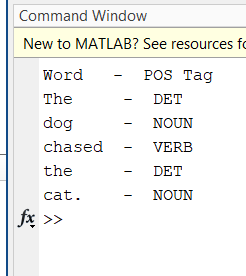 Command Window
New to MATLAB? See resources fo
Word - POS Tag
The - DET
dog - NOUN
chased - VERB
the - DET
cat. - NOUN
fx >>